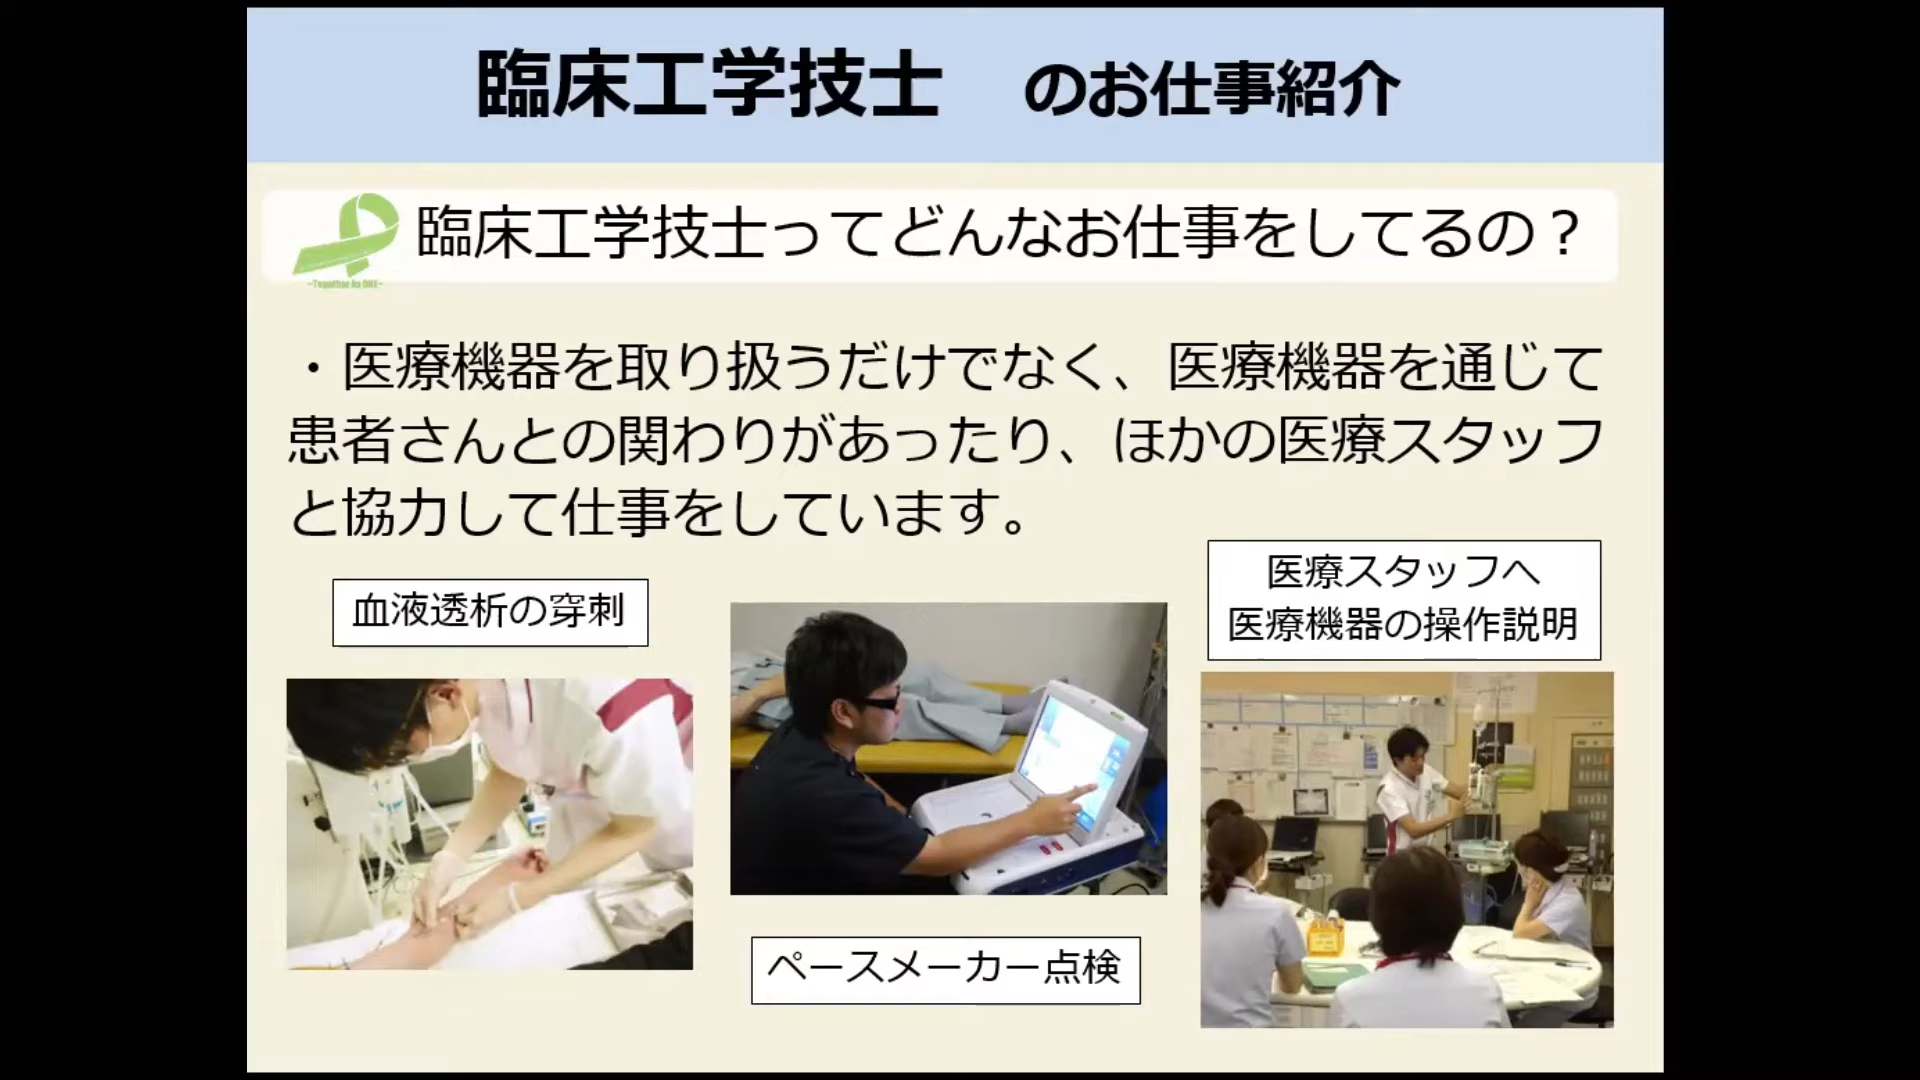 臨床工学技士　のお仕事紹介
臨床工学技士ってどんなお仕事をしてるの？
~Together As ONE~
・医療機器を取り扱うだけでなく、医療機器を通じて
患者さんとの関わりがあったり、ほかの医療スタッフ
と協力して仕事をしています。
血液透析の穿刺
ペースメーカー点検
医療スタッフへ
医療機器の操作説明